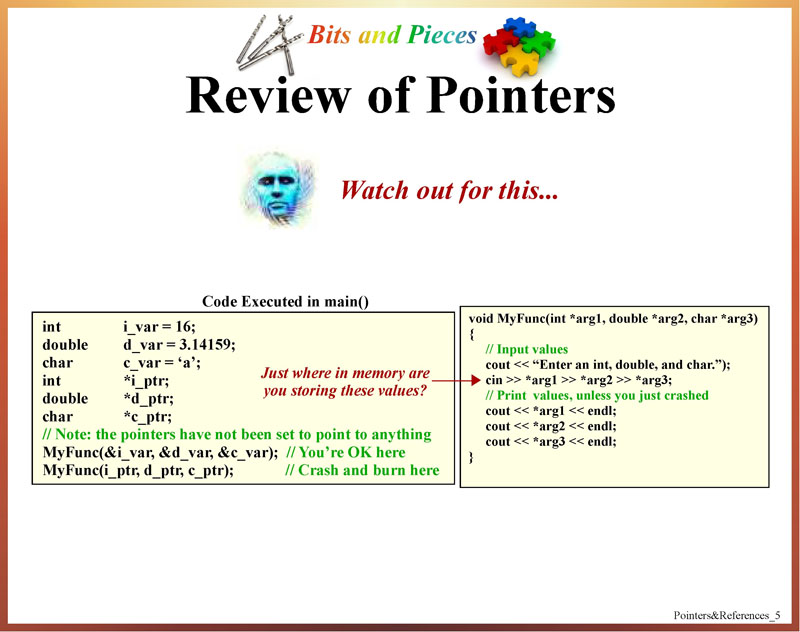 Bits and Pieces
Review of Pointers
Watch out for this...
Code Executed in main()
int i_var = 16;
double d_var = 3.14159;
char c_var = ‘a’;
int *i_ptr;
double *d_ptr;
char *c_ptr;
// Note: the pointers have not been set to point to anything
MyFunc(&i_var, &d_var, &c_var); // You’re OK here
MyFunc(i_ptr, d_ptr, c_ptr); // Crash and burn here
Just where in memory are
you storing these values?
void MyFunc(int *arg1, double *arg2, char *arg3)
{
// Input values
cout << “Enter an int, double, and char.”);
cin >> *arg1 >> *arg2 >> *arg3;
// Print values, unless you just crashed
cout << *arg1 << endl;
cout << *arg2 << endl;
cout << *arg3 << endl;
}
Pointers&References_5